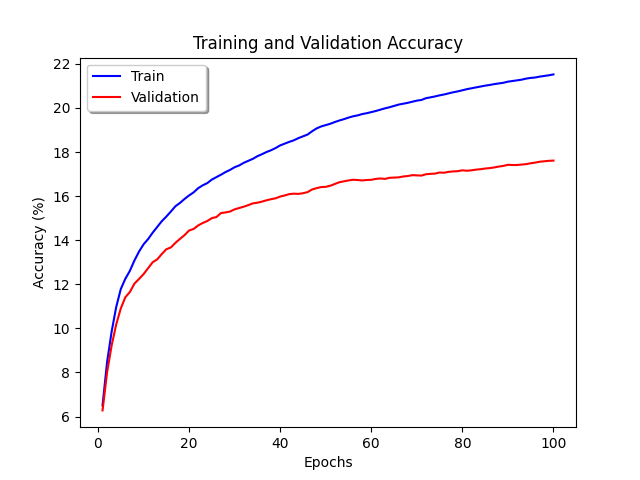 Training and Validation Accuracy
Train
Validation
22
20
18
16
14
12
10
8
6
Accuracy (%)
0 20 40 60 80 100
Epochs